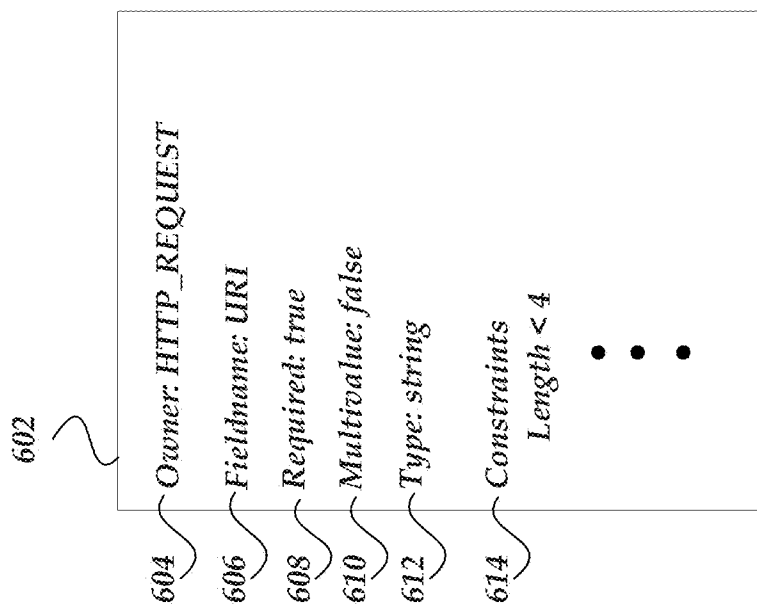 602
604 Owner: HTTP_REQUEST
606 Fieldname: URI
608 Required: true
610 Multivalue: false
612 Type: string
614 Constraints
Length < 4